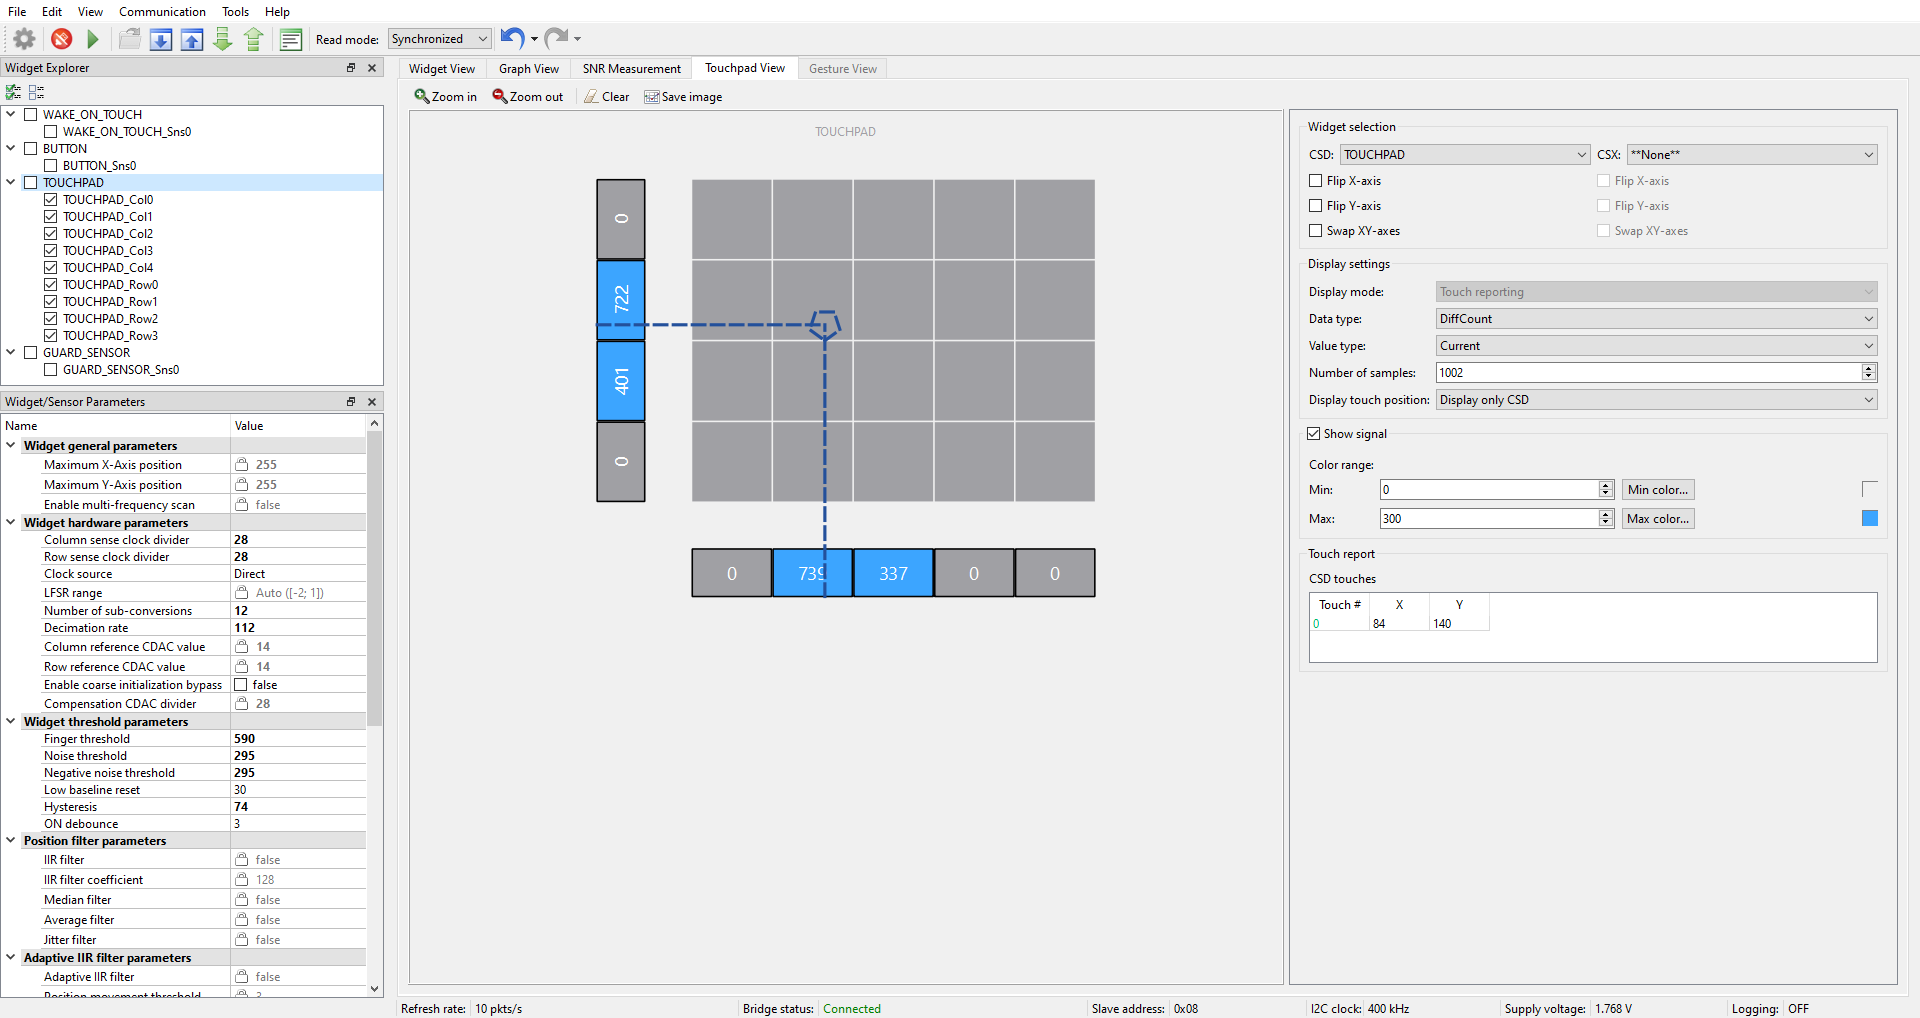 File Edit View Communication Tools Help
Read mode: Synchronized
Widget Explorer
WAKE_ON_TOUCH
WAKE_ON_TOUCH_Sns0
BUTTON
BUTTON_Sns0
TOUCHPAD
TOUCHPAD_Col0
TOUCHPAD_Col1
TOUCHPAD_Col2
TOUCHPAD_Col3
TOUCHPAD_Col4
TOUCHPAD_Row0
TOUCHPAD_Row1
TOUCHPAD_Row2
TOUCHPAD_Row3
GUARD_SENSOR
GUARD_SENSOR_Sns0
Widget/Sensor Parameters
Name Value
Widget general parameters
Maximum X-Axis position 255
Maximum Y-Axis position 255
Enable multi-frequency scan false
Widget hardware parameters
Column sense clock divider 28
Row sense clock divider 28
Clock source Direct
LFSR range Auto ([-2; 1])
Number of sub-conversions 12
Decimation rate 112
Column reference CDAC value 14
Row reference CDAC value 14
Enable coarse initialization bypass false
Compensation CDAC divider 28
Widget threshold parameters
Finger threshold 590
Noise threshold 295
Negative noise threshold 295
Low baseline reset 30
Hysteresis 74
ON debounce 3
Position filter parameters
IIR filter false
IIR filter coefficient 128
Median filter false
Average filter false
Jitter filter false
Adaptive IIR filter parameters
Adaptive IIR filter false
Position movement threshold 3
Widget View Graph View SNR Measurement Touchpad View Gesture View
Zoom in Zoom out Clear Save image
TOUCHPAD
0
722
401
0
0 739 337 0 0
Widget selection
CSD: TOUCHPAD CSX: **None**
Flip X-axis Flip X-axis
Flip Y-axis Flip Y-axis
Swap XY-axes Swap XY-axes
Display settings
Display mode: Touch reporting
Data type: DiffCount
Value type: Current
Number of samples: 1002
Display touch position: Display only CSD
Show signal
Color range:
Min: 0 Min color...
Max: 300 Max color...
Touch report
CSD touches
Touch # X Y
0 84 140
Refresh rate: 10 pkts/s Bridge status: Connected Slave address: 0x08 I2C clock: 400 kHz Supply voltage: 1.768 V Logging: OFF